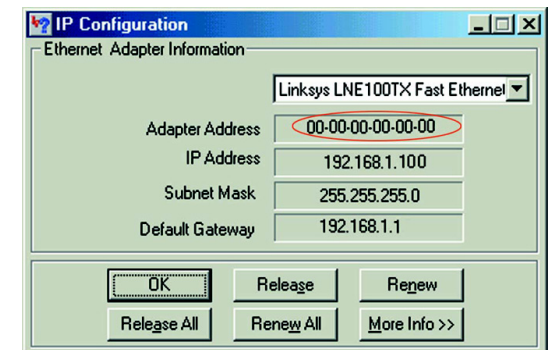 IP Configuration
Ethernet Adapter Information
Linksys LNE100TX Fast Ethernet
Adapter Address 00-00-00-00-00-00
IP Address 192.168.1.100
Subnet Mask 255.255.255.0
Default Gateway 192.168.1.1
OK Release Renew
Release All Renew All More Info >>